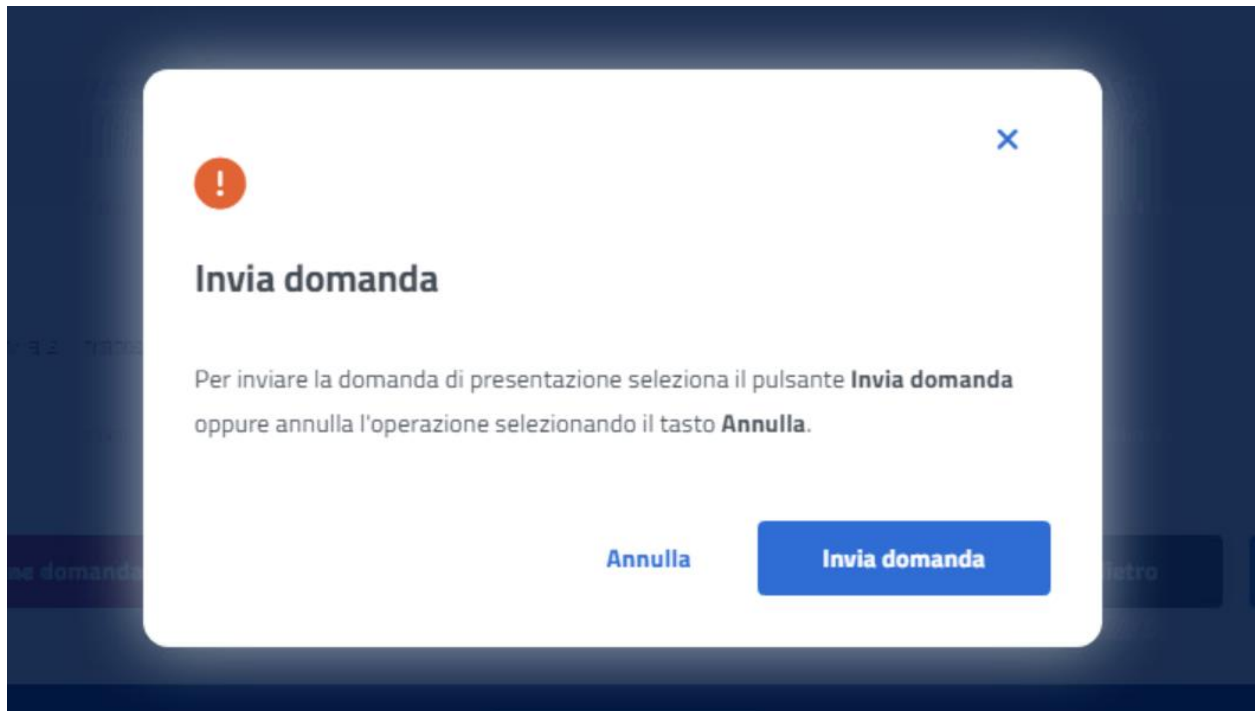 Invia domanda
Per inviare la domanda di presentazione seleziona il pulsante Invia domanda
oppure annulla l'operazione selezionando il tasto Annulla.
Annulla
Invia domanda
domanda